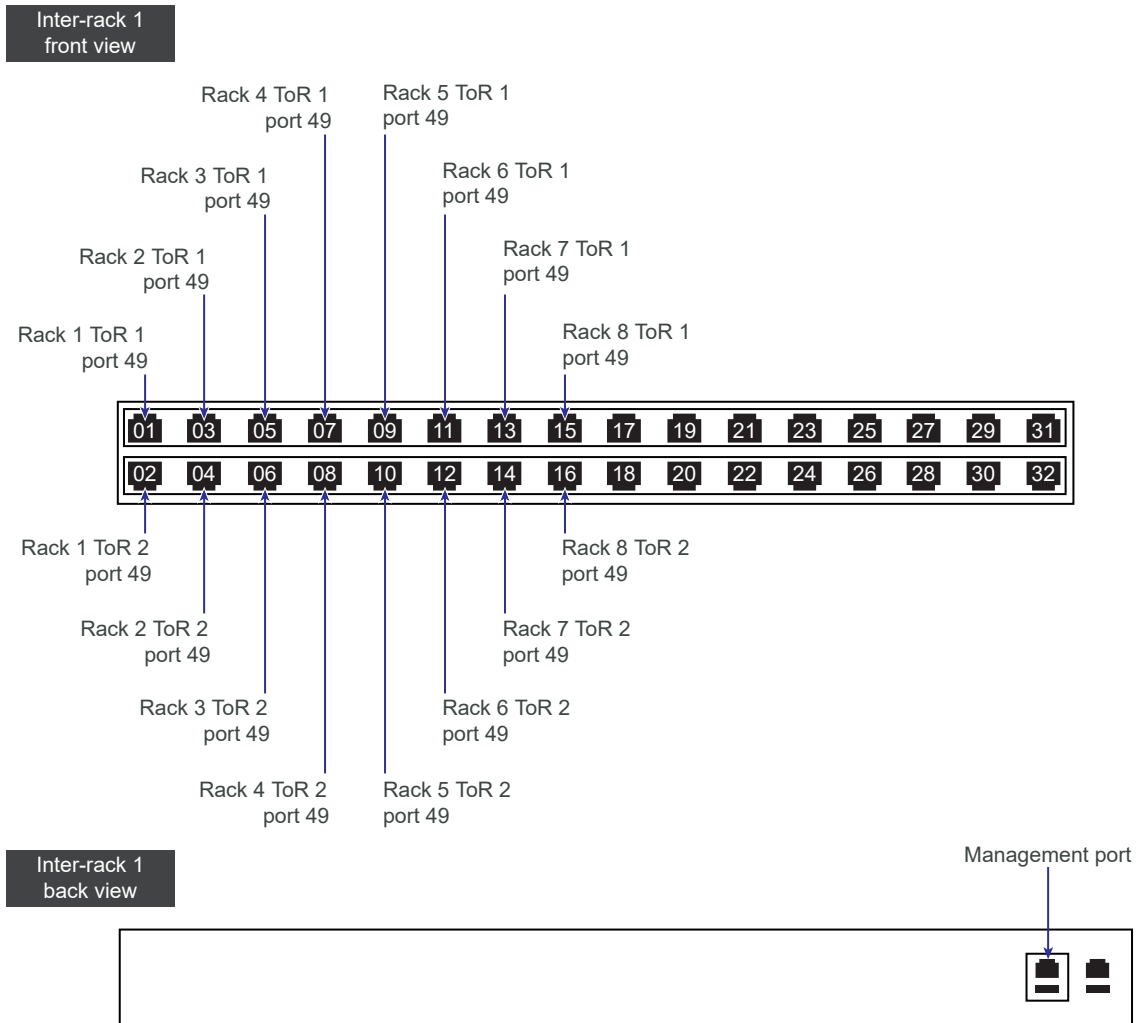 Inter-rack 1
front view
Rack 4 ToR 1
port 49
Rack 5 ToR 1
port 49
Rack 3 ToR 1
port 49
Rack 6 ToR 1
port 49
Rack 2 ToR 1
port 49
Rack 7 ToR 1
port 49
Rack 1 ToR 1
port 49
Rack 8 ToR 1
port 49
01 03 05 07 09 11 13 15 17 19 21 23 25 27 29 31
02 04 06 08 10 12 14 16 18 20 22 24 26 28 30 32
Rack 1 ToR 2
port 49
Rack 8 ToR 2
port 49
Rack 2 ToR 2
port 49
Rack 7 ToR 2
port 49
Rack 3 ToR 2
port 49
Rack 6 ToR 2
port 49
Rack 4 ToR 2
port 49
Rack 5 ToR 2
port 49
Inter-rack 1
back view
Management port